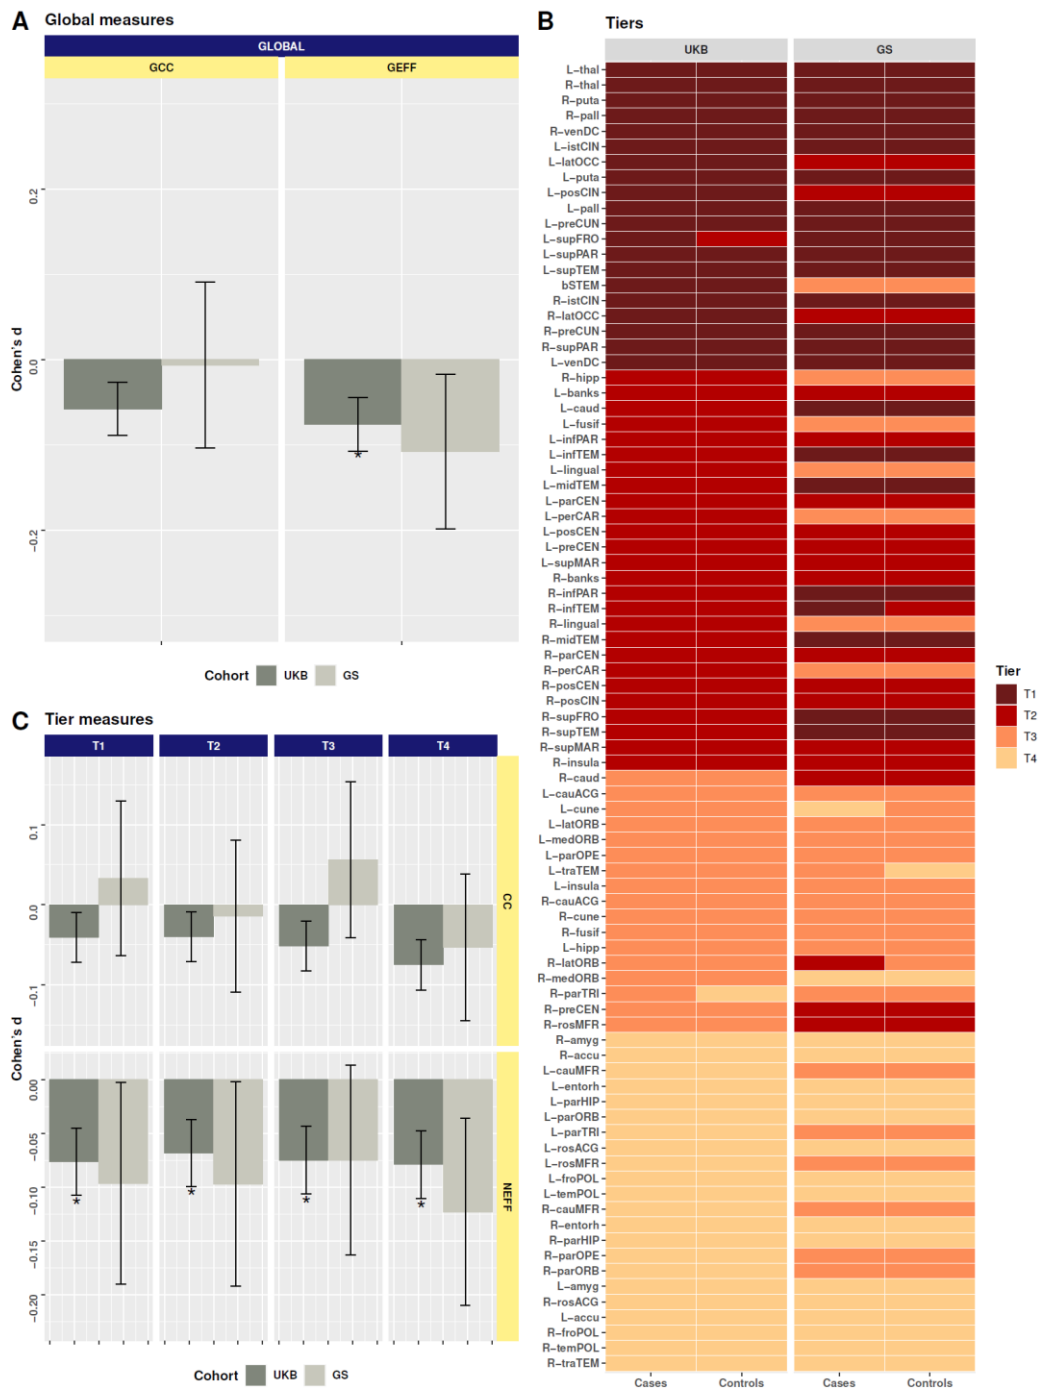 A Global measures
GLOBAL
GCC GEFF
Cohen's d
0.2
0.0
−0.2
*
Cohort UKB GS
B Tiers
UKB GS
L−thal
R−thal
R−puta
R−pall
R−venDC
L−istCIN
L−latOCC
L−puta
L−posCIN
L−pall
L−preCUN
L−supFRO
L−supPAR
L−supTEM
bSTEM
R−istCIN
R−latOCC
R−preCUN
R−supPAR
L−venDC
R−hipp
L−banks
L−caud
L−fusif
L−infPAR
L−infTEM
L−lingual
L−midTEM
L−parCEN
L−perCAR
L−posCEN
L−preCEN
L−supMAR
R−banks
R−infPAR
R−infTEM
R−lingual
R−midTEM
R−parCEN
R−perCAR
R−posCEN
R−posCIN
R−supFRO
R−supTEM
R−supMAR
R−insula
R−caud
L−cauACG
L−cune
L−latORB
L−medORB
L−parOPE
L−traTEM
L−insula
R−cauACG
R−cune
R−fusif
L−hipp
R−latORB
R−medORB
R−parTRI
R−preCEN
R−rosMFR
R−amyg
R−accu
L−cauMFR
L−entorh
L−parHIP
L−parORB
L−parTRI
L−rosACG
L−rosMFR
L−froPOL
L−temPOL
R−cauMFR
R−entorh
R−parHIP
R−parOPE
R−parORB
L−amyg
R−rosACG
L−accu
R−froPOL
R−temPOL
R−traTEM
Cases Controls Cases Controls
Tier
T1
T2
T3
T4
C Tier measures
T1 T2 T3 T4
Cohen's d
0.1
0.0
−0.1
CC
0.00
−0.05
−0.10
−0.15
−0.20
* * * *
NEFF
Cohort UKB GS